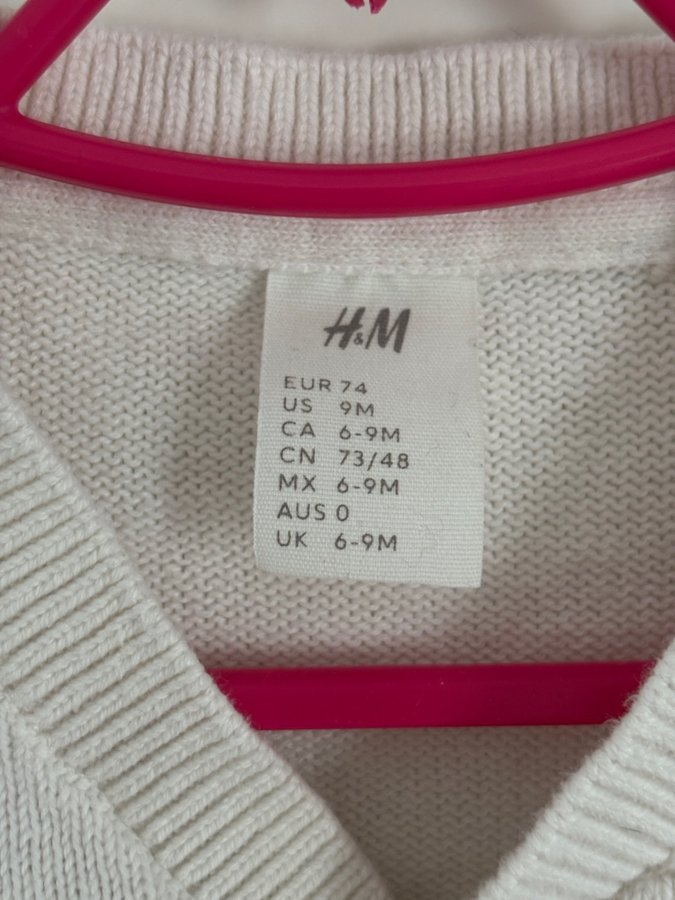 H&M
EUR 74
US 9M
CA 6-9M
CN 73/48
MX 6-9M
AUS 0
UK 6-9M